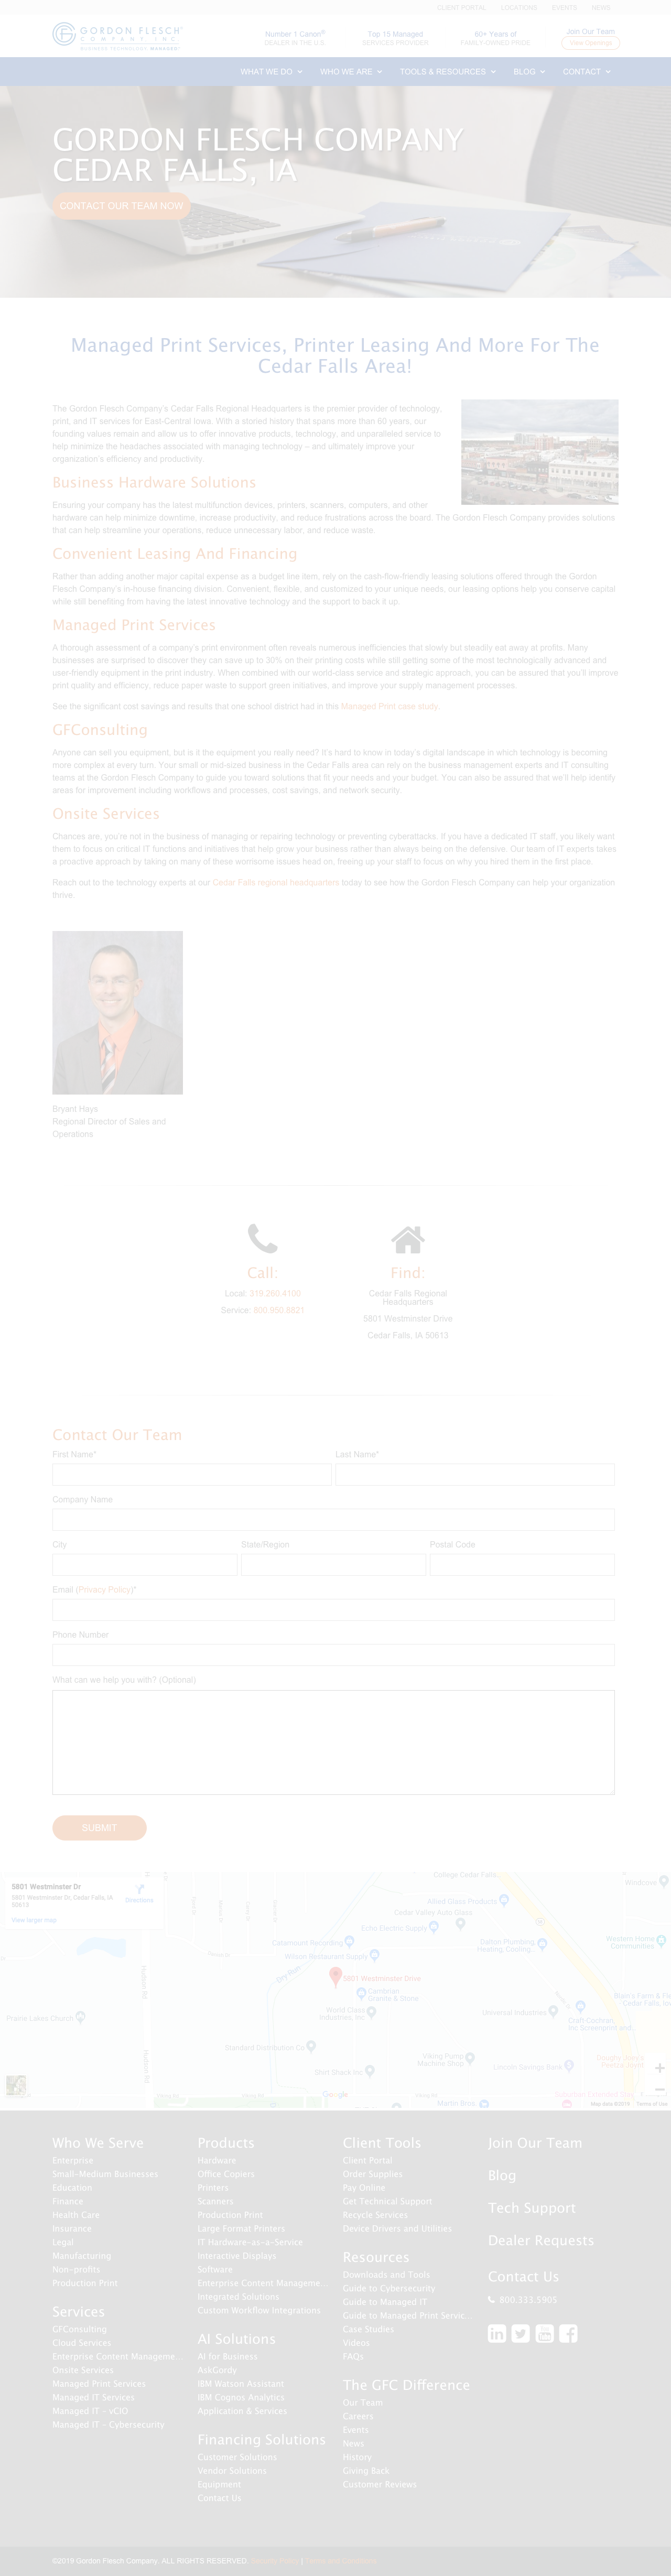 CLIENT PORTAL LOCATIONS EVENTS NEWS
GORDON FLESCH
COMPANY, INC.
BUSINESS TECHNOLOGY. MANAGED.
Number 1 Canon®
DEALER IN THE U.S.
Top 15 Managed
SERVICES PROVIDER
60+ Years of
FAMILY-OWNED PRIDE
Join Our Team:
View Openings
WHAT WE DO WHO WE ARE TOOLS & RESOURCES BLOG CONTACT
GORDON FLESCH COMPANY
CEDAR FALLS, IA
CONTACT OUR TEAM NOW
Managed Print Services, Printer Leasing And More For The
Cedar Falls Area!
The Gordon Flesch Company's Cedar Falls Regional Headquarters is the premier provider of technology,
print, and IT services for East-Central Iowa. With a storied history that spans more than 60 years, our
founding values remain and allow us to offer innovative products, technology, and unparalleled service to
help minimize the headaches associated with managing technology – and ultimately improve your
organization's efficiency and productivity.
Business Hardware Solutions
Ensuring your company has the latest multifunction devices, printers, scanners, computers, and other
hardware can help minimize downtime, increase productivity, and reduce frustrations across the board. The Gordon Flesch Company provides solutions
that can help streamline your operations, reduce unnecessary labor, and reduce waste.
Convenient Leasing And Financing
Rather than adding another major capital expense as a budget line item, rely on the cash-flow-friendly leasing solutions offered through the Gordon
Flesch Company's in-house financing division. Convenient, flexible, and customized to your unique needs, our leasing options help you conserve capital
while still benefiting from having the latest innovative technology and the support to back it up.
Managed Print Services
A thorough assessment of a company's print environment often reveals numerous inefficiencies that slowly but steadily eat away at profits. Many
businesses are surprised to discover they can save up to 30% on their printing costs while still getting some of the most technologically advanced and
user-friendly equipment in the print industry. When combined with our world-class service and strategic approach, you can be assured that you'll improve
print quality and efficiency, reduce paper waste to support green initiatives, and improve your supply management processes.
See the significant cost savings and results that one school district had in this Managed Print case study.
GFConsulting
Anyone can sell you equipment, but is it the equipment you really need? It's hard to know in today's digital landscape in which technology is becoming
more complex at every turn. Your small or mid-sized business in the Cedar Falls area can rely on the business management experts and IT consulting
teams at the Gordon Flesch Company to guide you toward solutions that fit your needs and your budget. You can also be assured that we'll help identify
areas for improvement including workflows and processes, cost savings, and network security.
Onsite Services
Chances are, you're not in the business of managing or repairing technology or preventing cyberattacks. If you have a dedicated IT staff, you likely want
them to focus on critical IT functions and initiatives that help grow your business rather than always being on the defensive. Our team of IT experts takes
a proactive approach by taking on many of these worrisome issues head on, freeing up your staff to focus on why you hired them in the first place.
Reach out to the technology experts at our Cedar Falls regional headquarters today to see how the Gordon Flesch Company can help your organization
thrive.
Bryant Hays
Regional Director of Sales and
Operations
Call:
Local: 319.260.4100
Service: 800.950.8821
Find:
Cedar Falls Regional
Headquarters
5801 Westminster Drive
Cedar Falls, IA 50613
Contact Our Team
First Name* Last Name*
Company Name
City State/Region Postal Code
Email (Privacy Policy)*
Phone Number
What can we help you with? (Optional)
SUBMIT
5801 Westminster Dr
5801 Westminster Dr, Cedar Falls, IA
50613
Directions
View larger map
College Cedar Falls
Windsovie
Allied Glass Products
Cedar Valley Auto Glass
Echo Electric Supply
Catamount Recording
Wilson Restaurant Supply
Dalton Plumbing
Heating, Cooling...
Western Home
Communities
Dry Run
5801 Westminster Drive
Cambrian
Granite & Stone
World Class
Industries, Inc.
Universal Industries
Craft-Cochran,
Inc Screenprint and...
Prairie Lakes Church
Hudson Rd
Standard Distribution Co
Viking Pump
Machine Shop
Lincoln Savings Bank
Shirt Shack Inc
Viking Rd
Google
Martin Bros.
Suburban Extended Stay
Map data ©2019
Terms of Use
Who We Serve
Enterprise
Small-Medium Businesses
Education
Finance
Health Care
Insurance
Legal
Manufacturing
Non-profits
Production Print
Services
GFConsulting
Cloud Services
Enterprise Content Manageme...
Onsite Services
Managed Print Services
Managed IT Services
Managed IT - vCIO
Managed IT - Cybersecurity
Products
Hardware
Office Copiers
Printers
Scanners
Production Print
Large Format Printers
IT Hardware-as-a-Service
Interactive Displays
Software
Enterprise Content Manageme...
Integrated Solutions
Custom Workflow Integrations
AI Solutions
AI for Business
AskGordy
IBM Watson Assistant
IBM Cognos Analytics
Application & Services
Financing Solutions
Customer Solutions
Vendor Solutions
Equipment
Contact Us
Client Tools
Client Portal
Order Supplies
Pay Online
Get Technical Support
Recycle Services
Device Drivers and Utilities
Resources
Downloads and Tools
Guide to Cybersecurity
Guide to Managed IT
Guide to Managed Print Servic...
Case Studies
Videos
FAQs
The GFC Difference
Our Team
Careers
Events
News
History
Giving Back
Customer Reviews
Join Our Team
Blog
Tech Support
Dealer Requests
Contact Us
800.333.5905
©2019 Gordon Flesch Company. ALL RIGHTS RESERVED.